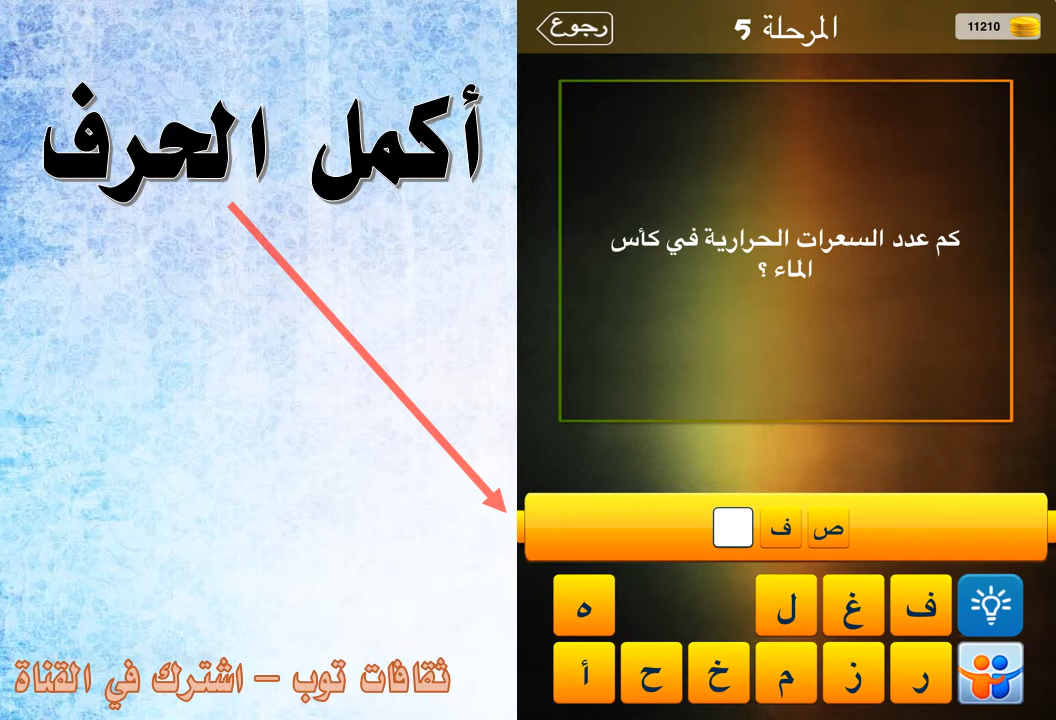 أكمل الحرف
ثقافات توب – اشترك في القناة
رجوع
المرحلة 5
11210
كم عدد السعرات الحرارية في كأس
الماء ؟
ص ف
ف غ ل ه
ر ز م خ ح أ